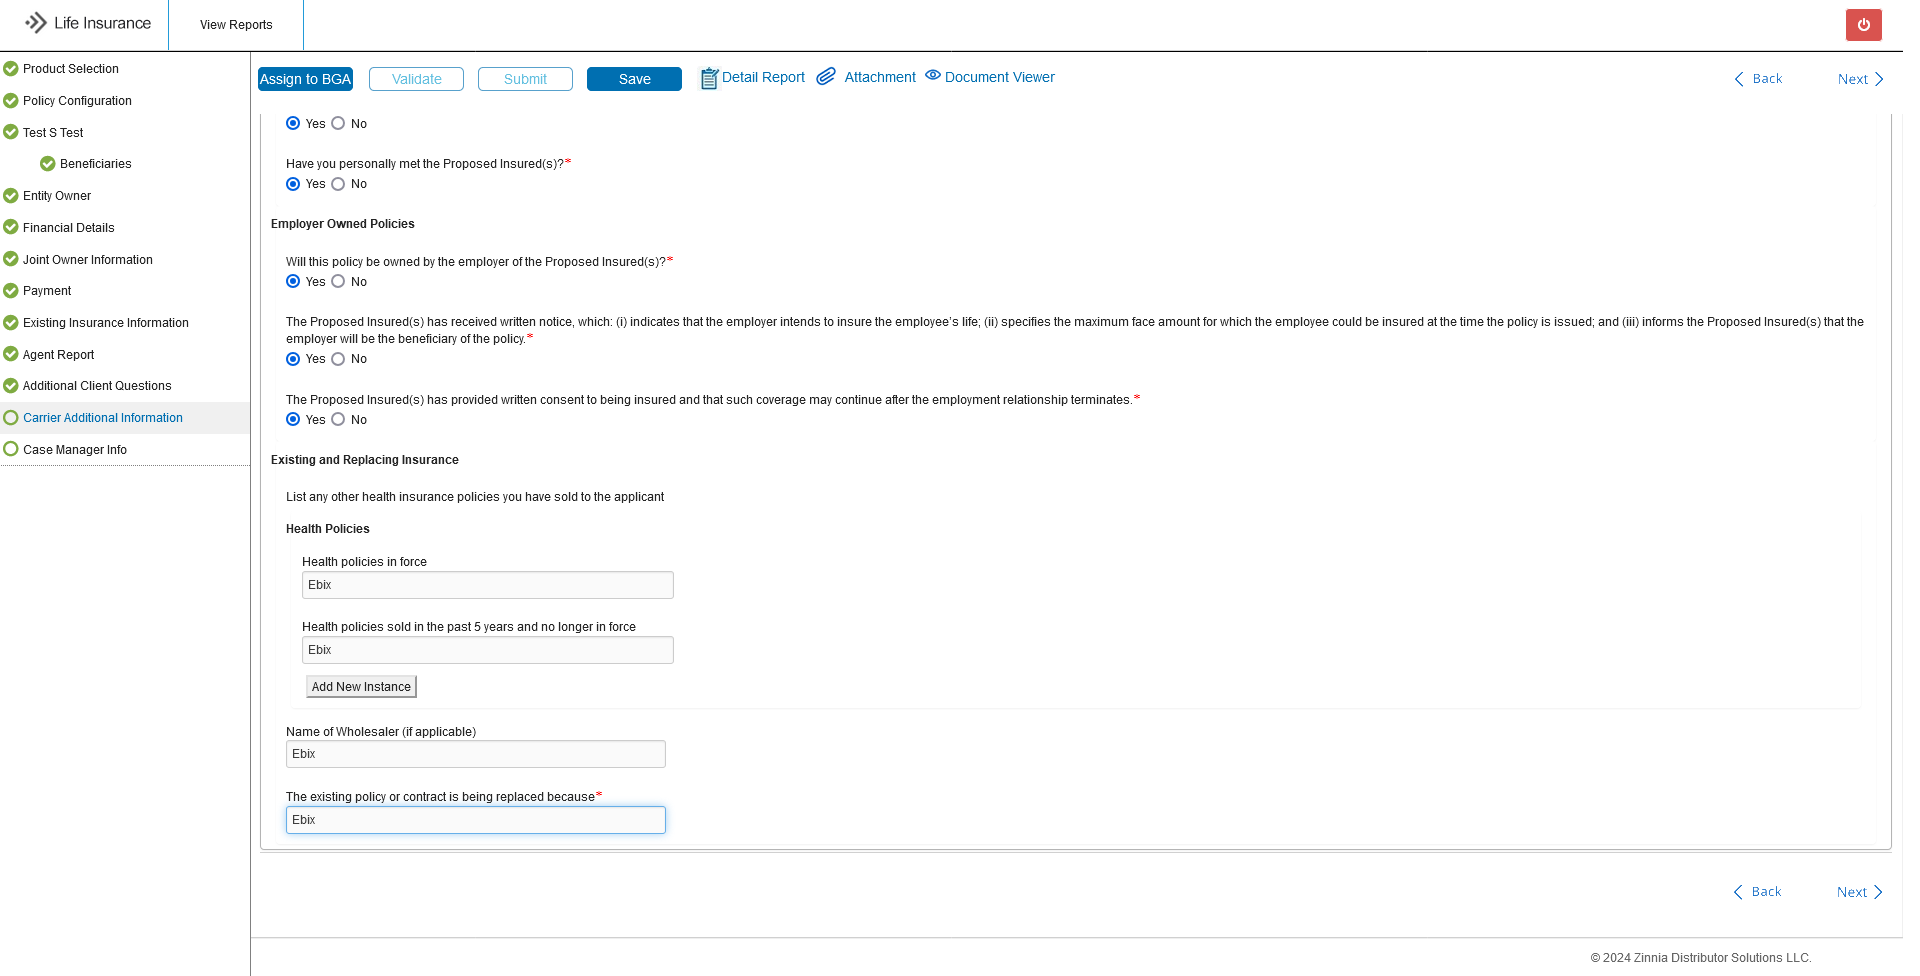 Life Insurance
View Reports
Product Selection
Policy Configuration
Test S Test
Beneficiaries
Entity Owner
Financial Details
Joint Owner Information
Payment
Existing Insurance Information
Agent Report
Additional Client Questions
Carrier Additional Information
Case Manager Info
Assign to BGA
Validate
Submit
Save
Detail Report
Attachment
Document Viewer
Back
Next
Yes No
Have you personally met the Proposed Insured(s)?*
Yes No
Employer Owned Policies
Will this policy be owned by the employer of the Proposed Insured(s)?*
Yes No
The Proposed Insured(s) has received written notice, which: (i) indicates that the employer intends to insure the employee's life; (ii) specifies the maximum face amount for which the employee could be insured at the time the policy is issued; and (iii) informs the Proposed Insured(s) that the
employer will be the beneficiary of the policy.*
Yes No
The Proposed Insured(s) has provided written consent to being insured and that such coverage may continue after the employment relationship terminates.*
Yes No
Existing and Replacing Insurance
List any other health insurance policies you have sold to the applicant
Health Policies
Health policies in force
Ebix
Health policies sold in the past 5 years and no longer in force
Ebix
Add New Instance
Name of Wholesaler (if applicable)
Ebix
The existing policy or contract is being replaced because*
Ebix
Back
Next
© 2024 Zinnia Distributor Solutions LLC.